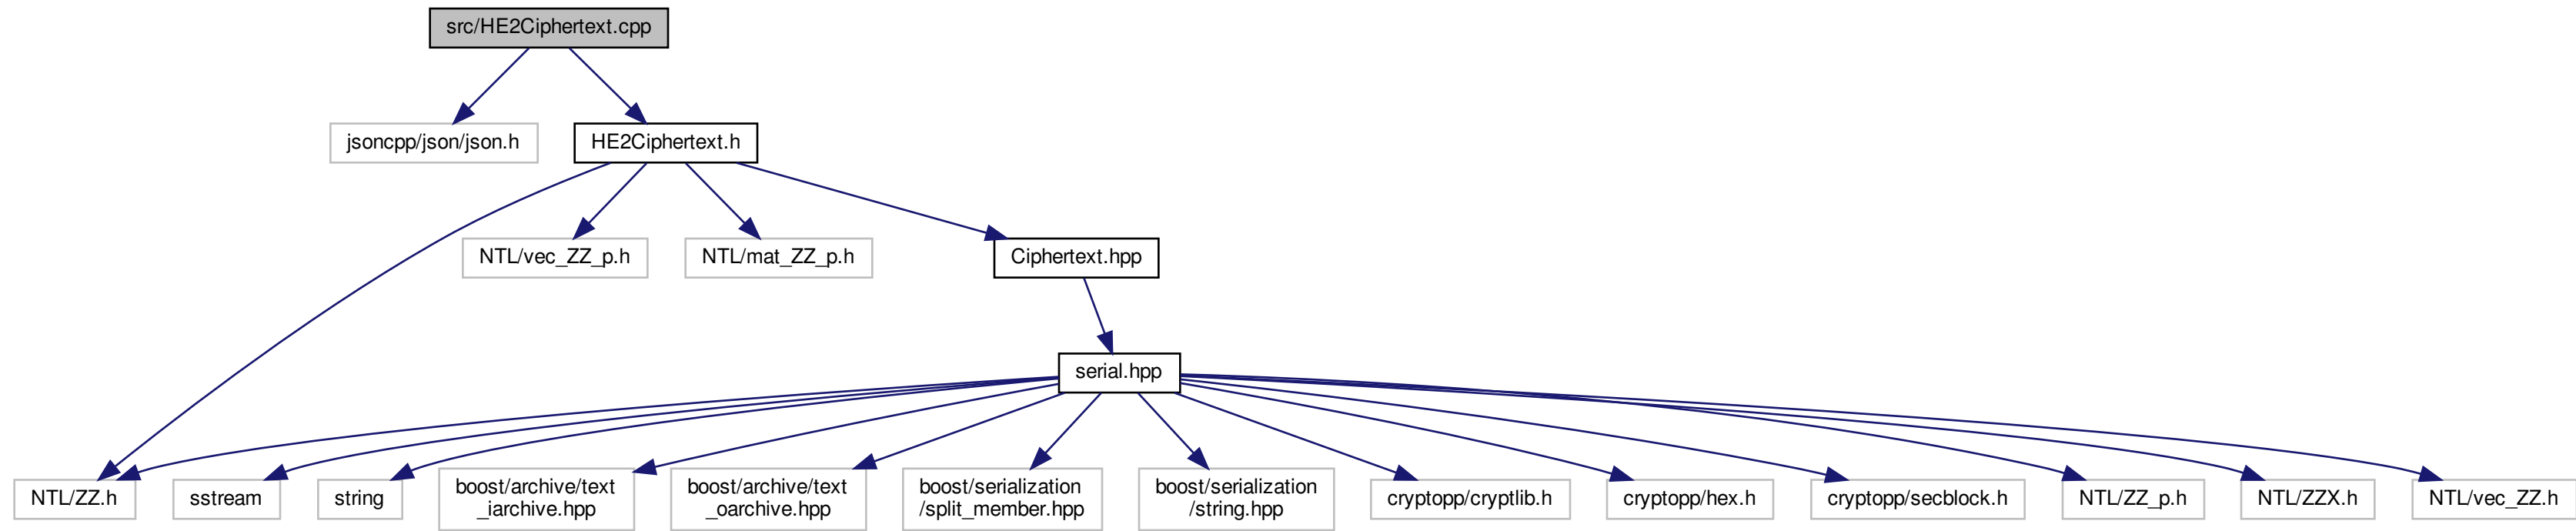 src/HE2Ciphertext.cpp
jsoncpp/json/json.h
HE2Ciphertext.h
NTL/vec_ZZ_p.h
NTL/mat_ZZ_p.h
Ciphertext.hpp
serial.hpp
NTL/ZZ.h
sstream
string
boost/archive/text
_iarchive.hpp
boost/archive/text
_oarchive.hpp
boost/serialization
/split_member.hpp
boost/serialization
/string.hpp
cryptopp/cryptlib.h
cryptopp/hex.h
cryptopp/secblock.h
NTL/ZZ_p.h
NTL/ZZX.h
NTL/vec_ZZ.h